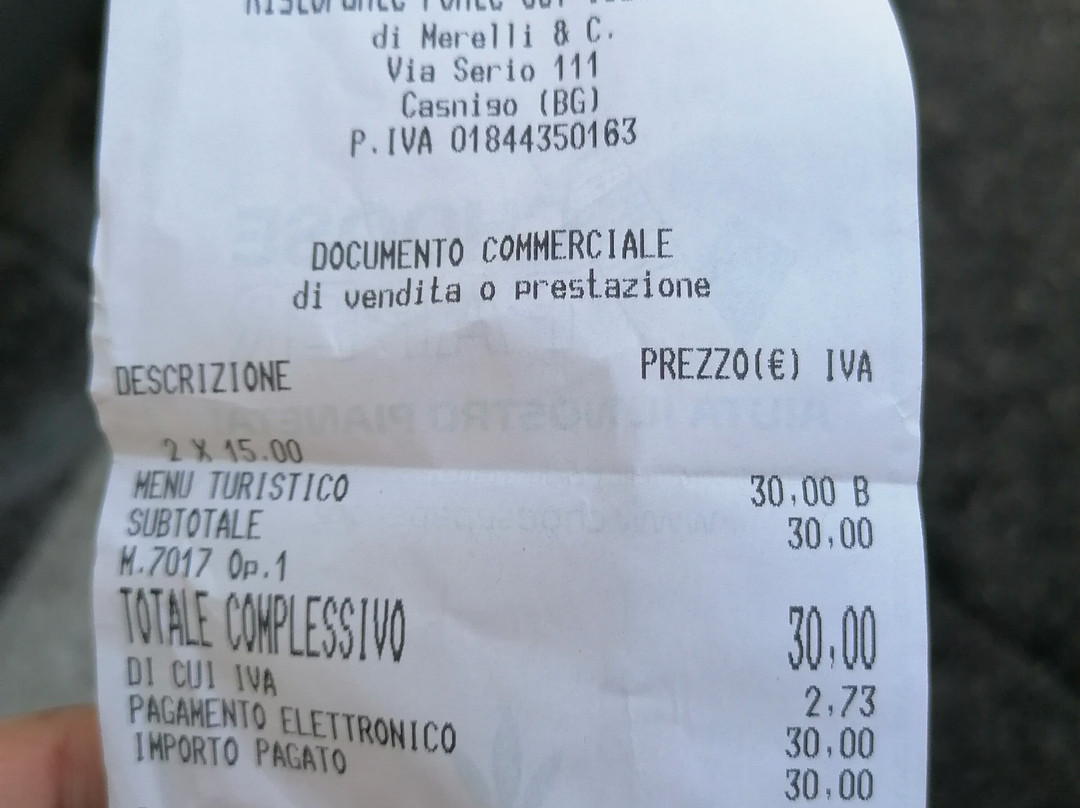 di Merelli & C.
Via Serio 111
Casnigo (BG)
P.IVA 01844350163
DOCUMENTO COMMERCIALE
di vendita o prestazione
DESCRIZIONE PREZZO(€) IVA
2 X 15.00
MENU TURISTICO 30,00 B
SUBTOTALE 30,00
M.7017 Op.1
TOTALE COMPLESSIVO 30,00
DI CUI IVA 2,73
PAGAMENTO ELETTRONICO 30,00
IMPORTO PAGATO 30,00